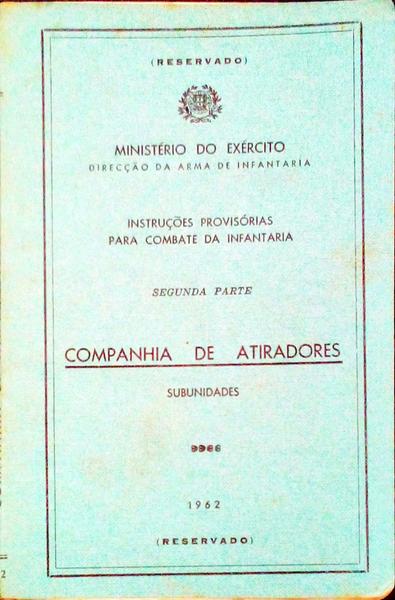 (RESERVADO)
MINISTÉRIO DO EXÉRCITO
DIRECÇÃO DA ARMA DE INFANTARIA
INSTRUÇÕES PROVISÓRIAS
PARA COMBATE DA INFANTARIA
SEGUNDA PARTE
COMPANHIA DE ATIRADORES
SUBUNIDADES
1962
(RESERVADO)
2